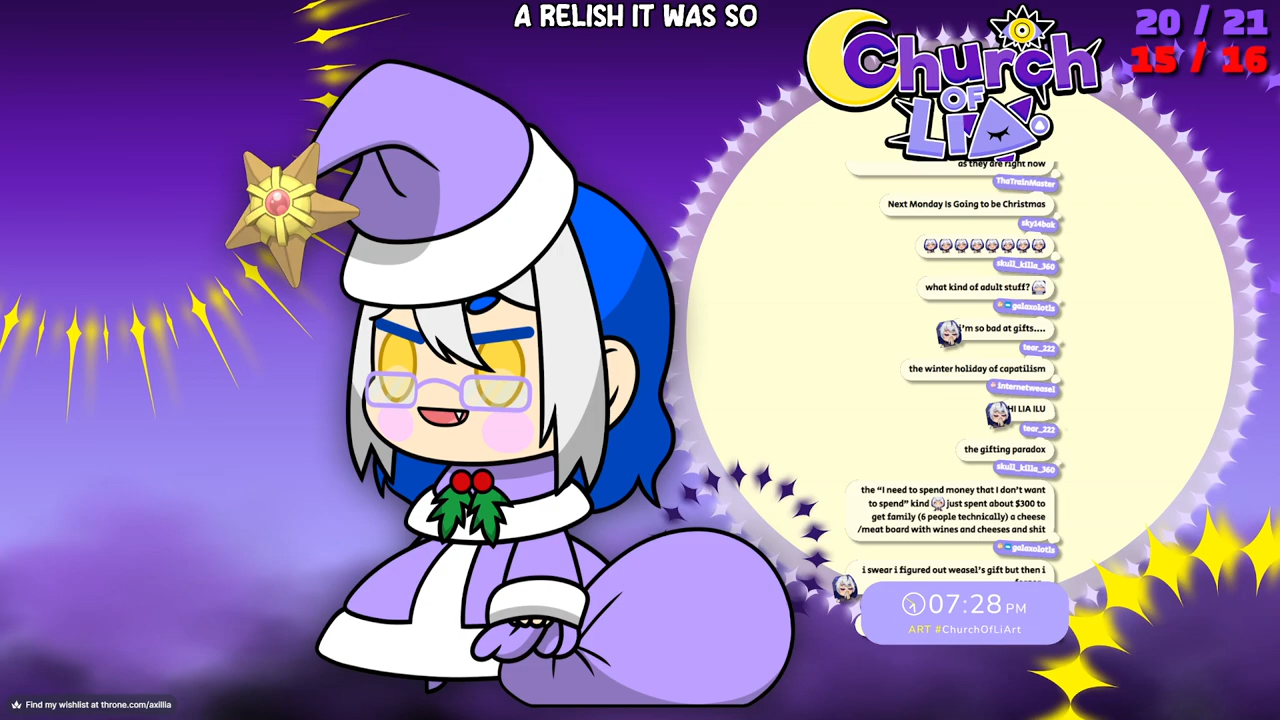 A RELISH IT WAS SO
20 / 21
15 / 16
Church
OF
LIA
as they are right now
TheTrainMaster
Next Monday Is Going to be Christmas
sky14bak
skull_killa_360
what kind of adult stuff?
galaxolotls
i'm so bad at gifts....
tear_222
the winter holiday of capatilism
Internetweasel
HI LIA ILU
tear_222
the gifting paradox
skull_killa_360
the “I need to spend money that I don't want
to spend” kind just spent about $300 to
get family (6 people technically) a cheese
/meat board with wines and cheeses and shit
galaxolotls
i swear i figured out weasel's gift but then i
07:28 PM
ART #ChurchOfLiArt
Find my wishlist at throne.com/axillia